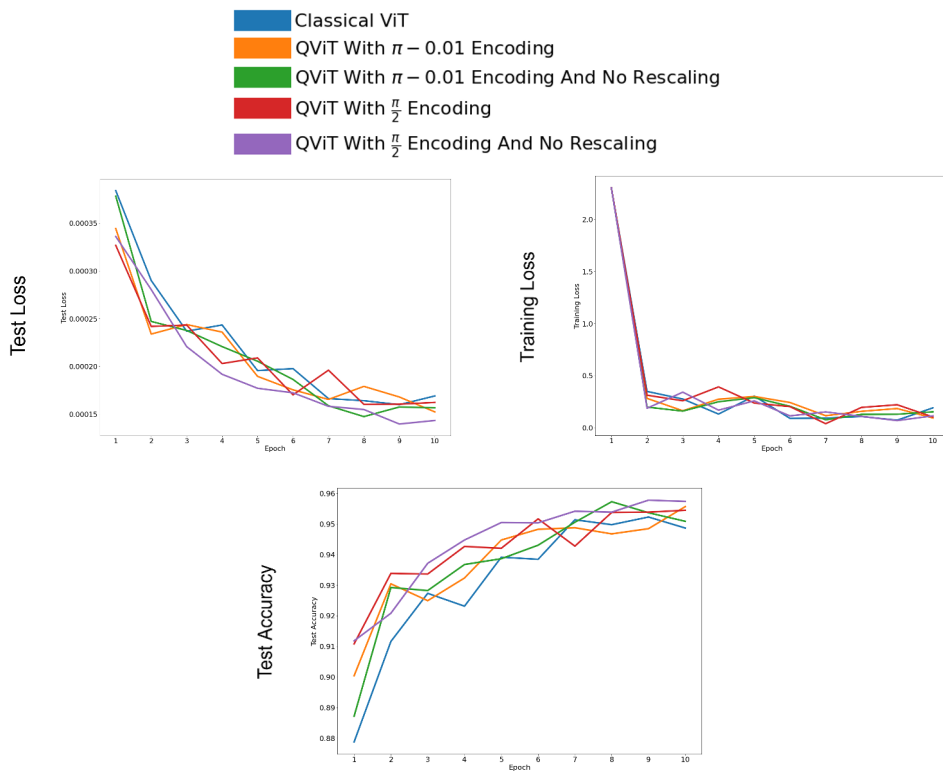 Classical ViT
QViT With π − 0.01 Encoding
QViT With π − 0.01 Encoding And No Rescaling
QViT With π/2 Encoding
QViT With π/2 Encoding And No Rescaling
Test Loss
Test Loss
0.00035
0.00030
0.00025
0.00020
0.00015
1 2 3 4 5 6 7 8 9 10
Epoch
Training Loss
Training Loss
2.0
1.5
1.0
0.5
0.0
1 2 3 4 5 6 7 8 9 10
Epoch
Test Accuracy
Test Accuracy
0.96
0.95
0.94
0.93
0.92
0.91
0.90
0.89
0.88
1 2 3 4 5 6 7 8 9 10
Epoch